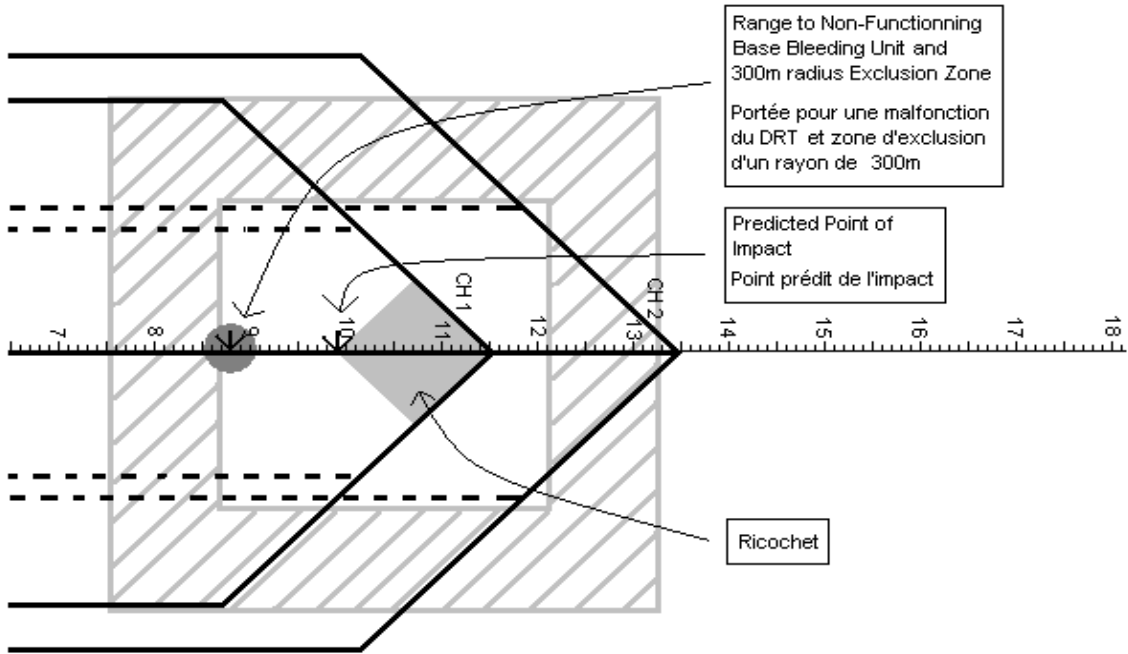 Range to Non-Functionning
Base Bleeding Unit and
300m radius Exclusion Zone
Portée pour une malfonction
du DRT et zone d'exclusion
d'un rayon de 300m
Predicted Point of
Impact
Point prédit de l'impact
CH 1
CH 2
7
8
9
10
11
12
13
14
15
16
17
18
Ricochet